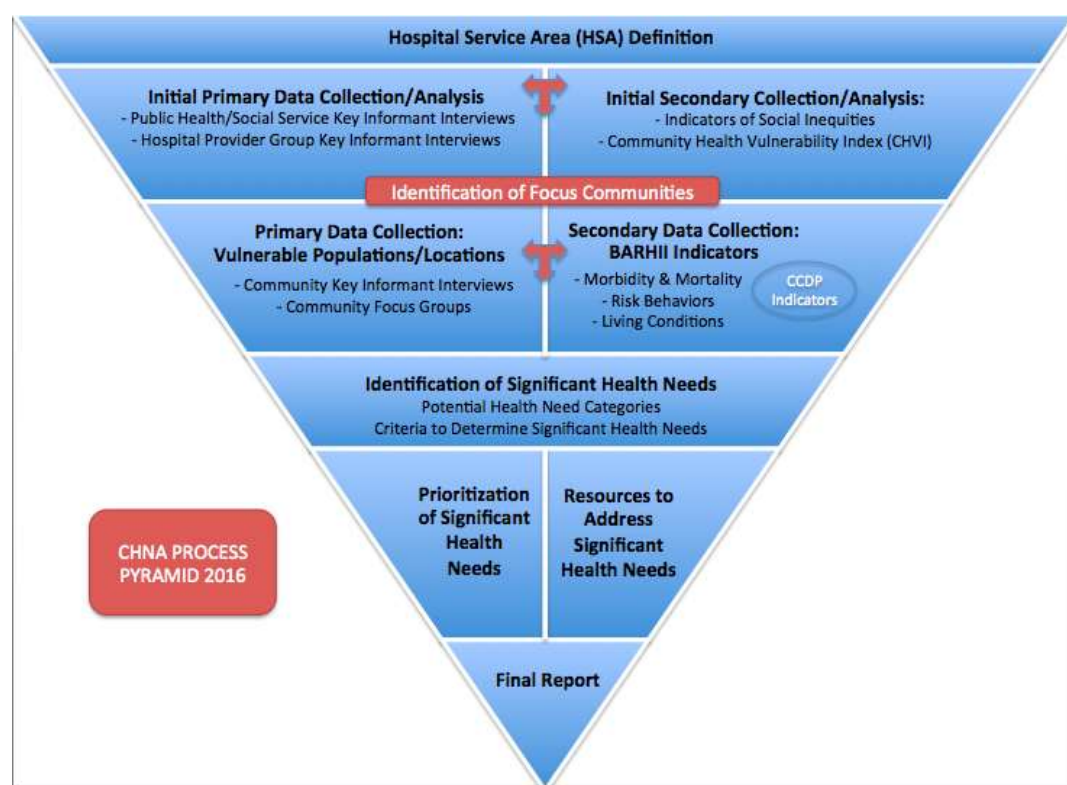 Hospital Service Area (HSA) Definition
Initial Primary Data Collection/Analysis
- Public Health/Social Service Key Informant Interviews
- Hospital Provider Group Key Informant Interviews
Initial Secondary Collection/Analysis:
- Indicators of Social Inequities
- Community Health Vulnerability Index (CHVI)
Identification of Focus Communities
Primary Data Collection:
Vulnerable Populations/Locations
- Community Key Informant Interviews
- Community Focus Groups
Secondary Data Collection:
BARHII Indicators
- Morbidity & Mortality
- Risk Behaviors
- Living Conditions
CCDP
Indicators
Identification of Significant Health Needs
Potential Health Need Categories
Criteria to Determine Significant Health Needs
Prioritization
of Significant
Health
Needs
Resources to
Address
Significant
Health Needs
CHNA PROCESS
PYRAMID 2016
Final Report